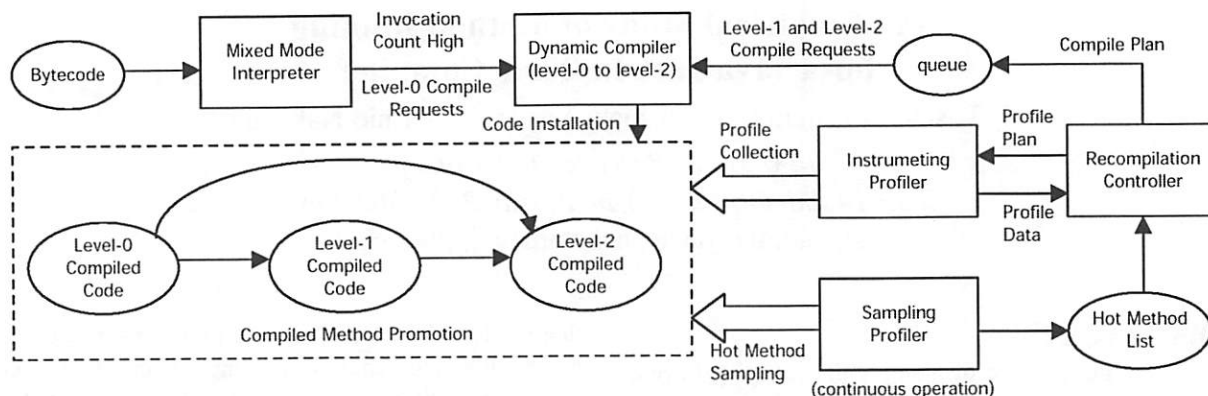 Bytecode
Mixed Mode
Interpreter
Invocation
Count High
Level-0 Compile
Requests
Dynamic Compiler
(level-0 to level-2)
Level-1 and Level-2
Compile Requests
queue
Compile Plan
Code Installation
Profile
Collection
Instrumeting
Profiler
Profile
Plan
Profile
Data
Recompilation
Controller
Level-0
Compiled
Code
Level-1
Compiled
Code
Level-2
Compiled
Code
Compiled Method Promotion
Hot Method
Sampling
Sampling
Profiler
(continuous operation)
Hot Method
List